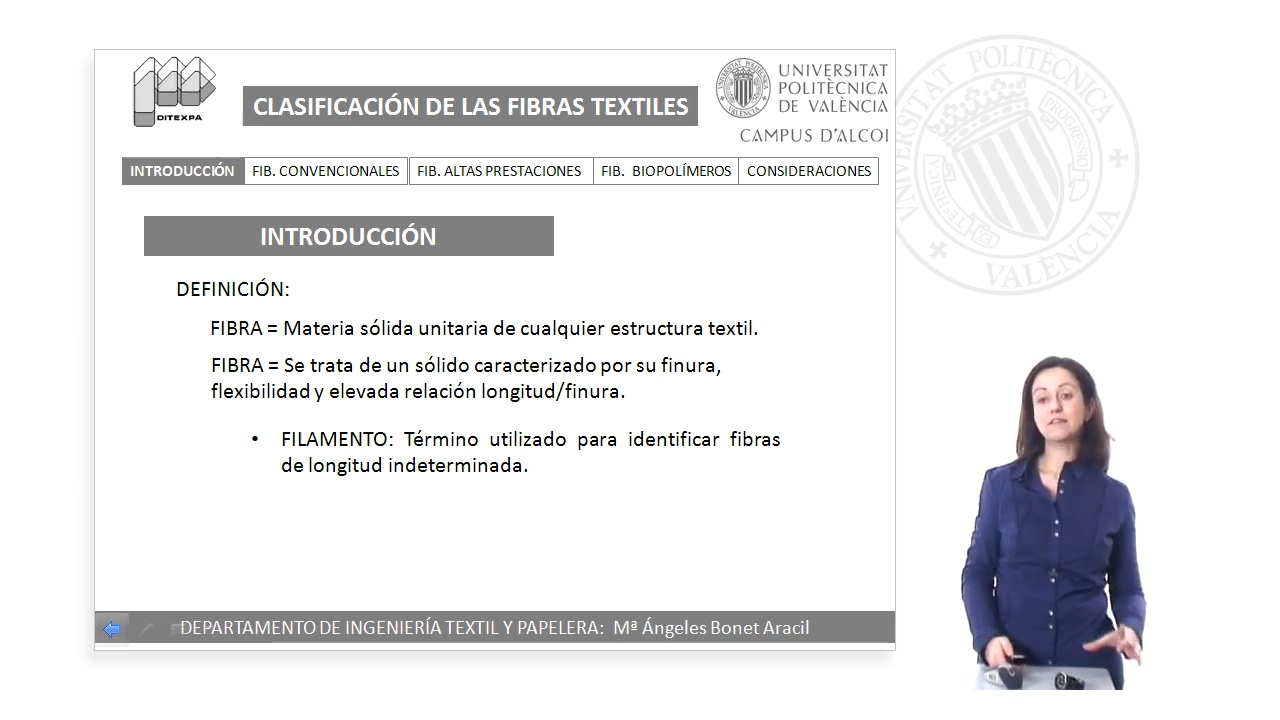 DITEXPA
CLASIFICACIÓN DE LAS FIBRAS TEXTILES
UNIVERSITAT
POLITÈCNICA
DE VALÈNCIA
CAMPUS D'ALCOI
INTRODUCCIÓN FIB. CONVENCIONALES FIB. ALTAS PRESTACIONES FIB. BIOPOLÍMEROS CONSIDERACIONES
INTRODUCCIÓN
DEFINICIÓN:
FIBRA = Materia sólida unitaria de cualquier estructura textil.
FIBRA = Se trata de un sólido caracterizado por su finura,
flexibilidad y elevada relación longitud/finura.
• FILAMENTO: Término utilizado para identificar fibras
de longitud indeterminada.
DEPARTAMENTO DE INGENIERÍA TEXTIL Y PAPELERA: Mª Ángeles Bonet Aracil
POLITÈCNICA
VALÈNCIA